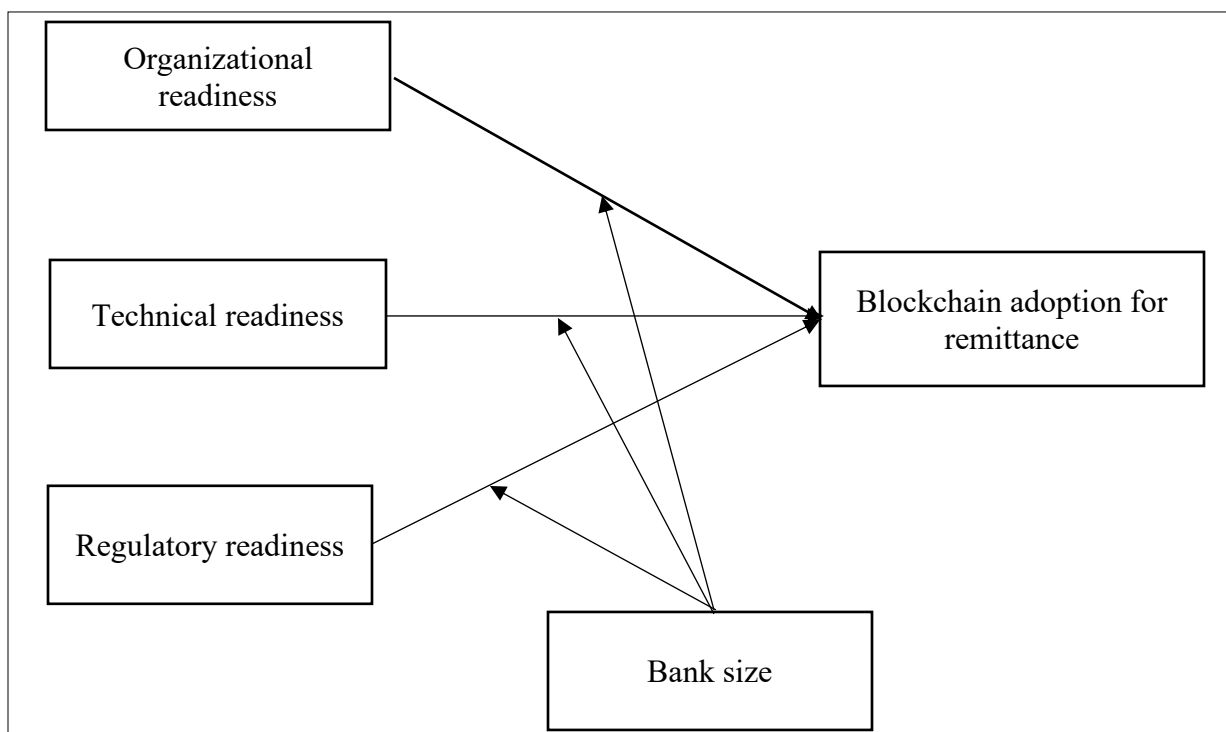 Organizational
readiness
Technical readiness
Blockchain adoption for
remittance
Regulatory readiness
Bank size